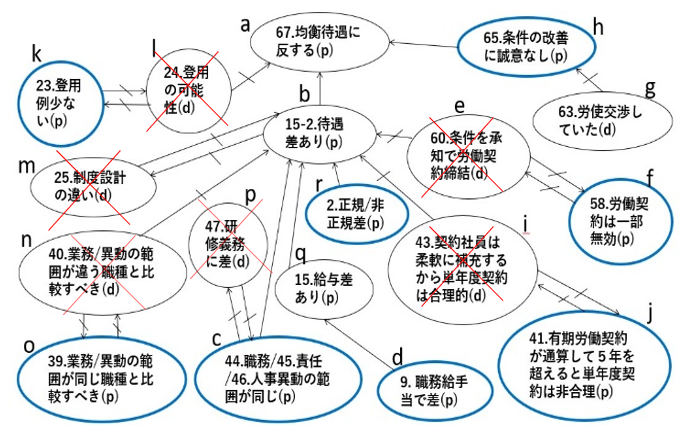 a
67.均衡待遇に
反する(p)
h
65.条件の改善
に誠意なし(p)
k
23.登用
例少な
い(p)
l
24.登用
の可能
性(d)
g
63.労使交渉し
ていた(d)
b
15-2.待遇
差あり(p)
e
60.条件を承
知で労働契
約締結(d)
m
25.制度設計
の違い(d)
f
58.労働契
約は一部
無効(p)
r
2.正規/非
正規差(p)
p
47.研
修義務
に差(d)
n
40.業務/異動の範
囲が違う職種と比
較すべき(d)
i
43.契約社員は
柔軟に補充する
から単年度契約
は合理的(d)
q
15.給与差
あり(p)
o
39.業務/異動の範
囲が同じ職種と比
較すべき(p)
c
44.職務/45.責任
/46.人事異動の範
囲が同じ(p)
d
9. 職務給手
当で差(p)
j
41.有期労働契約
が通算して５年を
超えると単年度契
約は非合理(p)